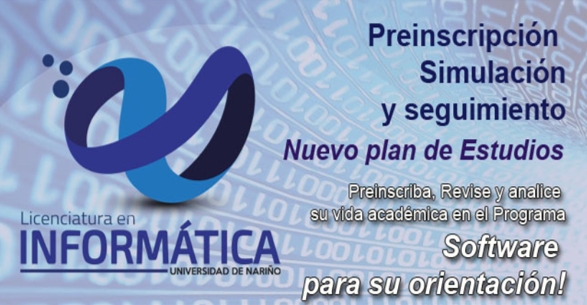 Preinscripción
Simulación
y seguimiento
Nuevo plan de Estudios
Preinscriba, Revise y analice
su vida académica en el Programa
Software
para su orientación!
Licenciatura en
INFORMÁTICA
UNIVERSIDAD DE NARIÑO